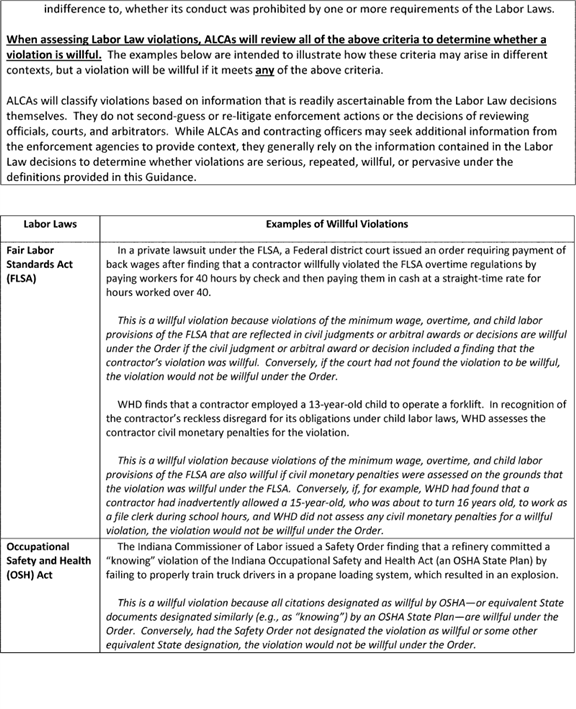 indifference to, whether its conduct was prohibited by one or more requirements of the Labor Laws.
When assessing Labor Law violations, ALCAs will review all of the above criteria to determine whether a
violation is willful. The examples below are intended to illustrate how these criteria may arise in different
contexts, but a violation will be willful if it meets any of the above criteria.
ALCAs will classify violations based on information that is readily ascertainable from the Labor Law decisions
themselves. They do not second-guess or re-litigate enforcement actions or the decisions of reviewing
officials, courts, and arbitrators. While ALCAs and contracting officers may seek additional information from
the enforcement agencies to provide context, they generally rely on the information contained in the Labor
Law decisions to determine whether violations are serious, repeated, willful, or pervasive under the
definitions provided in this Guidance.
Labor Laws
Examples of Willful Violations
Fair Labor
Standards Act
(FLSA)
In a private lawsuit under the FLSA, a Federal district court issued an order requiring payment of
back wages after finding that a contractor willfully violated the FLSA overtime regulations by
paying workers for 40 hours by check and then paying them in cash at a straight-time rate for
hours worked over 40.
This is a willful violation because violations of the minimum wage, overtime, and child labor
provisions of the FLSA that are reflected in civil judgments or arbitral awards or decisions are willful
under the Order if the civil judgment or arbitral award or decision included a finding that the
contractor's violation was willful. Conversely, if the court had not found the violation to be willful,
the violation would not be willful under the Order.
WHD finds that a contractor employed a 13-year-old child to operate a forklift. In recognition of
the contractor's reckless disregard for its obligations under child labor laws, WHD assesses the
contractor civil monetary penalties for the violation.
This is a willful violation because violations of the minimum wage, overtime, and child labor
provisions of the FLSA are also willful if civil monetary penalties were assessed on the grounds that
the violation was willful under the FLSA. Conversely, if, for example, WHD had found that a
contractor had inadvertently allowed a 15-year-old, who was about to turn 16 years old, to work as
a file clerk during school hours, and WHD did not assess any civil monetary penalties for a willful
violation, the violation would not be willful under the Order.
Occupational
Safety and Health
(OSH) Act
The Indiana Commissioner of Labor issued a Safety Order finding that a refinery committed a
"knowing" violation of the Indiana Occupational Safety and Health Act (an OSHA State Plan) by
failing to properly train truck drivers in a propane loading system, which resulted in an explosion.
This is a willful violation because all citations designated as willful by OSHA—or equivalent State
documents designated similarly (e.g., as "knowing") by an OSHA State Plan—are willful under the
Order. Conversely, had the Safety Order not designated the violation as willful or some other
equivalent State designation, the violation would not be willful under the Order.